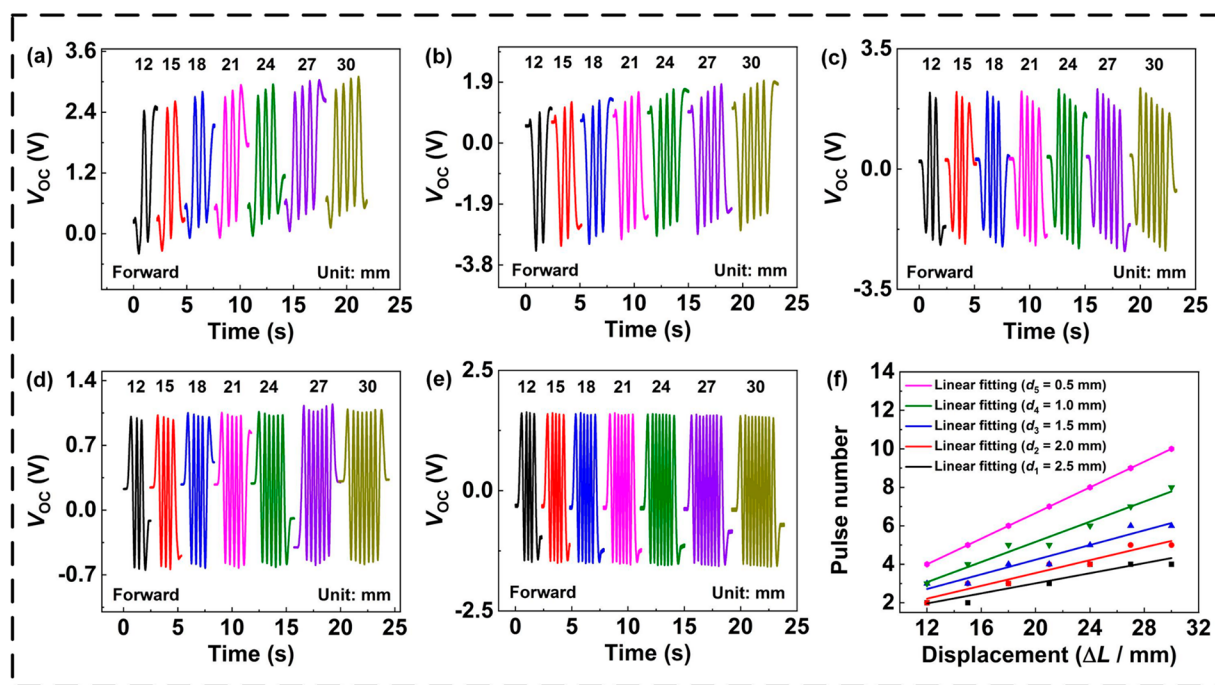 (a)
3.6
2.4
1.2
0.0
V_OC (V)
12 15 18 21 24 27 30
Forward
Unit: mm
0 5 10 15 20 25
Time (s)
(b)
1.9
0.0
-1.9
-3.8
V_OC (V)
12 15 18 21 24 27 30
Forward
Unit: mm
0 5 10 15 20 25
Time (s)
(c)
3.5
0.0
-3.5
V_OC (V)
12 15 18 21 24 27 30
Forward
Unit: mm
0 5 10 15 20 25
Time (s)
(d)
1.4
0.7
0.0
-0.7
V_OC (V)
12 15 18 21 24 27 30
Forward
Unit: mm
0 5 10 15 20 25
Time (s)
(e)
2.5
0.0
-2.5
V_OC (V)
12 15 18 21 24 27 30
Forward
Unit: mm
0 5 10 15 20 25
Time (s)
(f)
14
12
10
8
6
4
2
Pulse number
Linear fitting (d₅ = 0.5 mm)
Linear fitting (d₄ = 1.0 mm)
Linear fitting (d₃ = 1.5 mm)
Linear fitting (d₂ = 2.0 mm)
Linear fitting (d₁ = 2.5 mm)
12 16 20 24 28 32
Displacement (ΔL / mm)